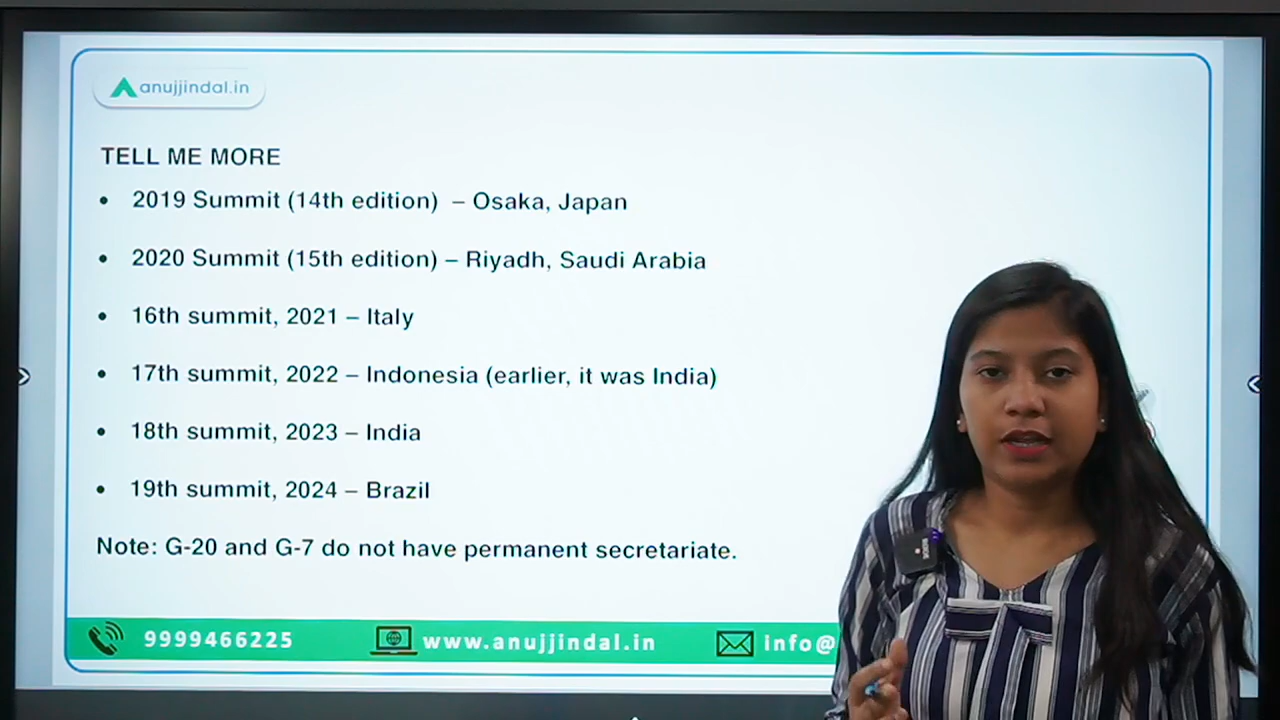 anujjindal.in
TELL ME MORE
• 2019 Summit (14th edition) – Osaka, Japan
• 2020 Summit (15th edition) – Riyadh, Saudi Arabia
• 16th summit, 2021 – Italy
• 17th summit, 2022 – Indonesia (earlier, it was India)
• 18th summit, 2023 – India
• 19th summit, 2024 – Brazil
Note: G-20 and G-7 do not have permanent secretariate.
9999466225 www.anujjindal.in info@